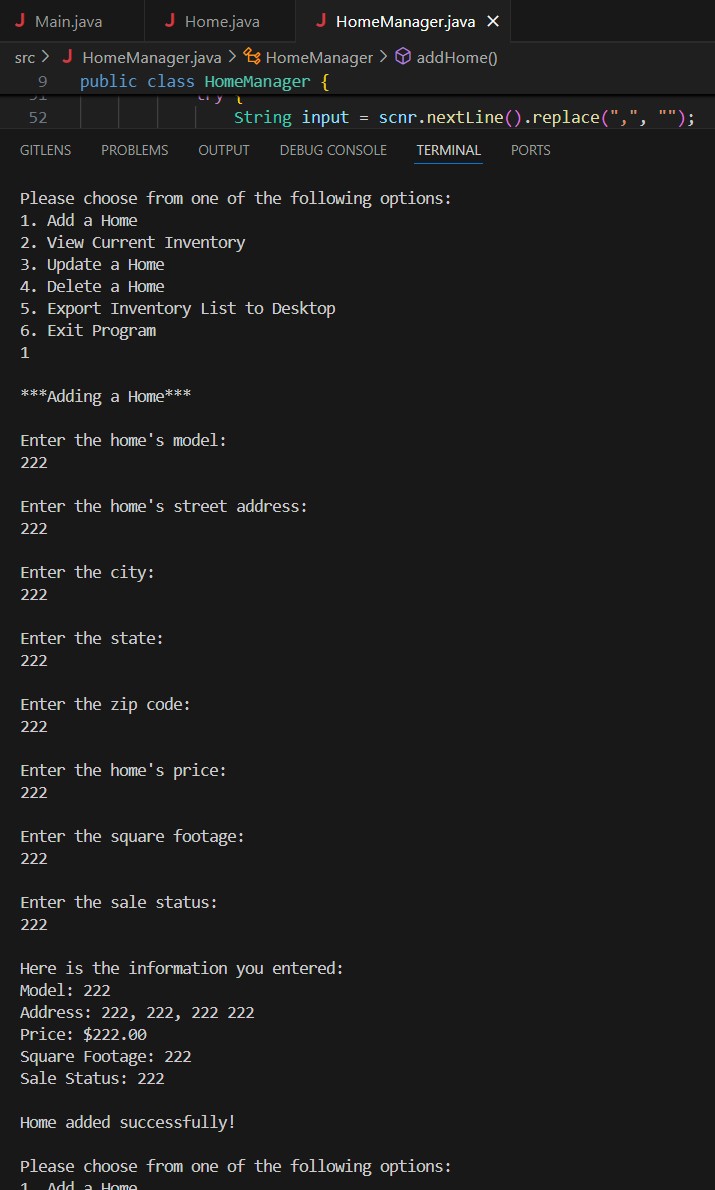 Main.java Home.java HomeManager.java
src > HomeManager.java > HomeManager > addHome()
9 public class HomeManager {
51 try {
52 String input = scnr.nextLine().replace(",", "");
GITLENS PROBLEMS OUTPUT DEBUG CONSOLE TERMINAL PORTS
Please choose from one of the following options:
1. Add a Home
2. View Current Inventory
3. Update a Home
4. Delete a Home
5. Export Inventory List to Desktop
6. Exit Program
1
***Adding a Home***
Enter the home's model:
222
Enter the home's street address:
222
Enter the city:
222
Enter the state:
222
Enter the zip code:
222
Enter the home's price:
222
Enter the square footage:
222
Enter the sale status:
222
Here is the information you entered:
Model: 222
Address: 222, 222, 222 222
Price: $222.00
Square Footage: 222
Sale Status: 222
Home added successfully!
Please choose from one of the following options:
1. Add a Home